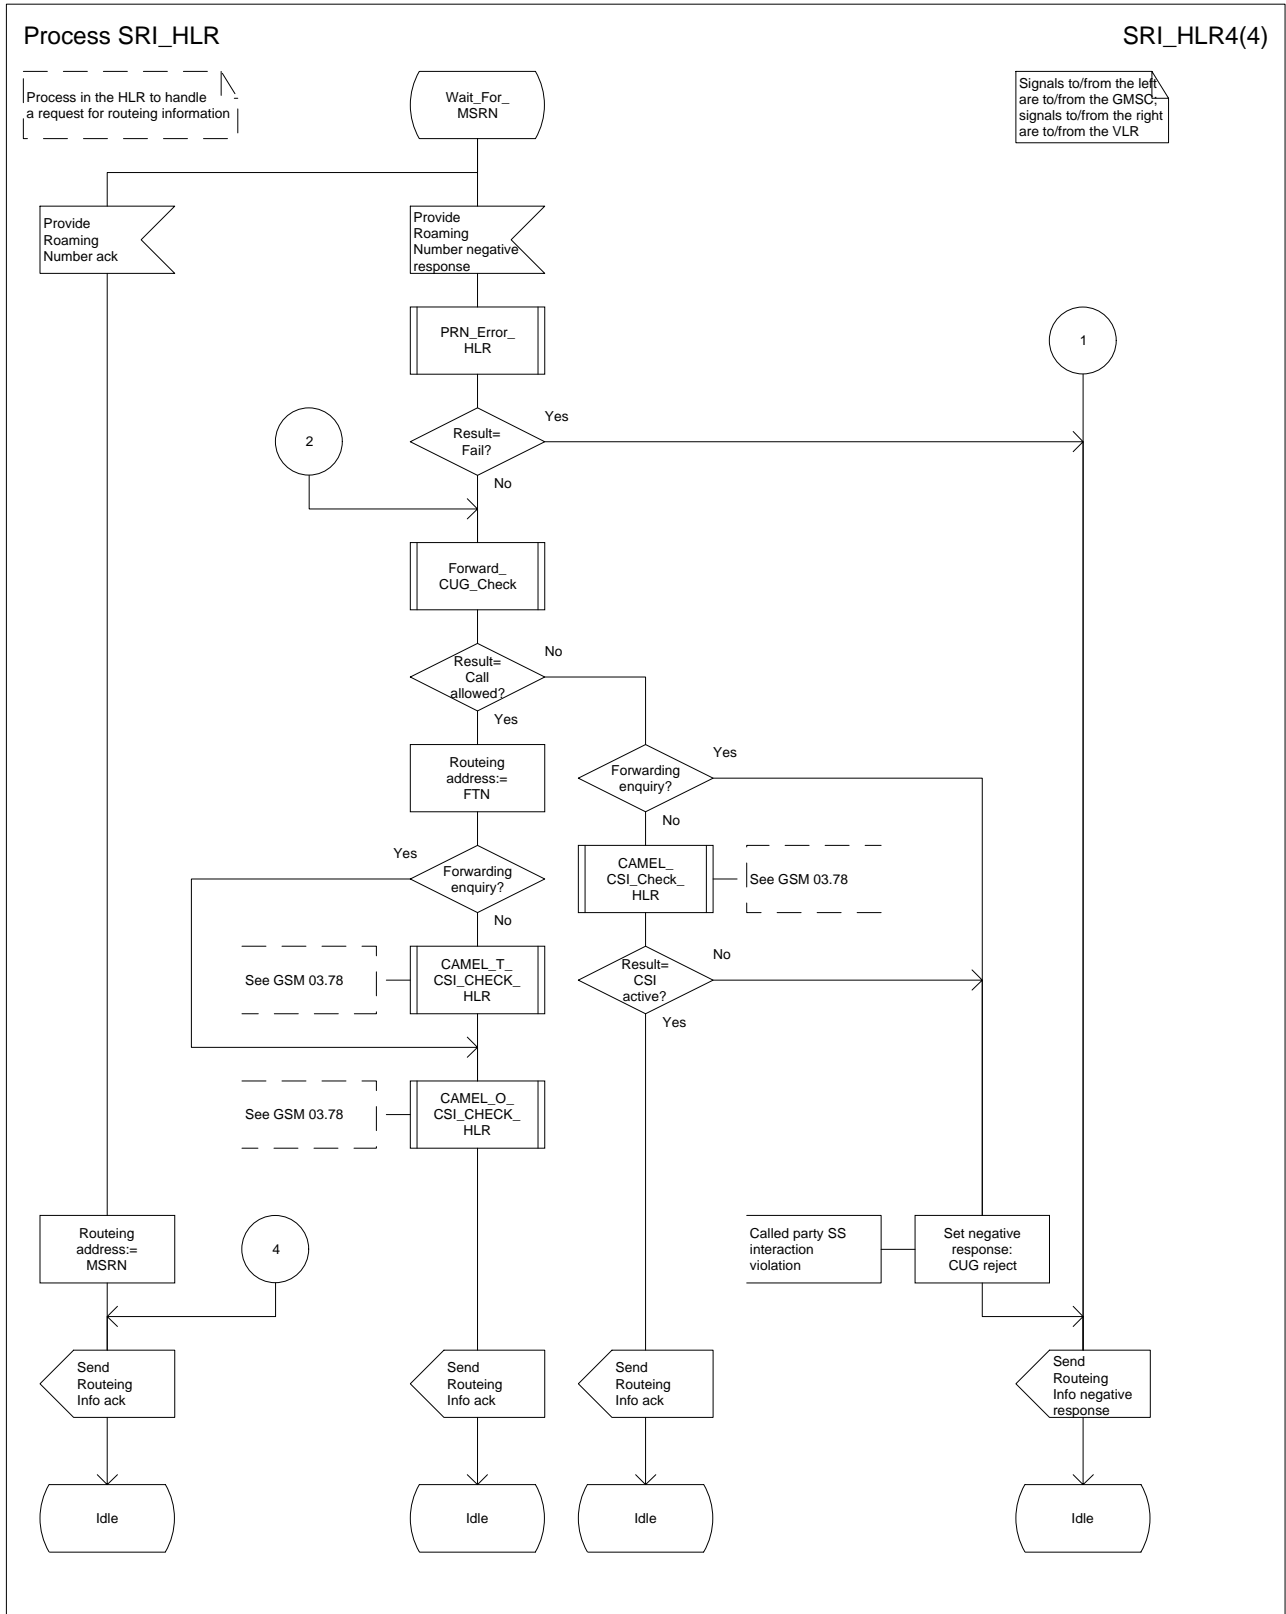 Process SRI_HLR
SRI_HLR4(4)
Process in the HLR to handle
a request for routeing information
Wait_For_
MSRN
Signals to/from the left
are to/from the GMSC;
signals to/from the right
are to/from the VLR
Provide
Roaming
Number ack
Provide
Roaming
Number negative
response
PRN_Error_
HLR
1
Result=
Fail?
Yes
No
2
Forward_
CUG_Check
Result=
Call
allowed?
No
Yes
Routeing
address:=
FTN
Forwarding
enquiry?
Yes
No
Forwarding
enquiry?
Yes
No
CAMEL_
CSI_Check_
HLR
See GSM 03.78
See GSM 03.78
CAMEL_T_
CSI_CHECK_
HLR
Result=
CSI
active?
No
Yes
See GSM 03.78
CAMEL_O_
CSI_CHECK_
HLR
Routeing
address:=
MSRN
4
Called party SS
interaction
violation
Set negative
response:
CUG reject
Send
Routeing
Info ack
Send
Routeing
Info ack
Send
Routeing
Info ack
Send
Routeing
Info negative
response
Idle
Idle
Idle
Idle